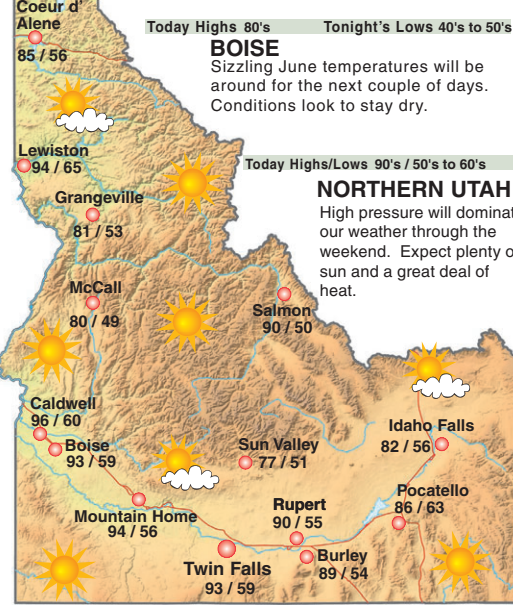 Coeur d'
Alene
85 / 56
Today Highs 80's Tonight's Lows 40's to 50's
BOISE
Sizzling June temperatures will be
around for the next couple of days.
Conditions look to stay dry.
Today Highs/Lows 90's / 50's to 60's
NORTHERN UTAH
High pressure will dominat
our weather through the
weekend. Expect plenty o
sun and a great deal of
heat.
Lewiston
94 / 65
Grangeville
81 / 53
McCall
80 / 49
Salmon
90 / 50
Caldwell
96 / 60
Boise
93 / 59
Sun Valley
77 / 51
Idaho Falls
82 / 56
Mountain Home
94 / 56
Rupert
90 / 55
Pocatello
86 / 63
Twin Falls
93 / 59
Burley
89 / 54